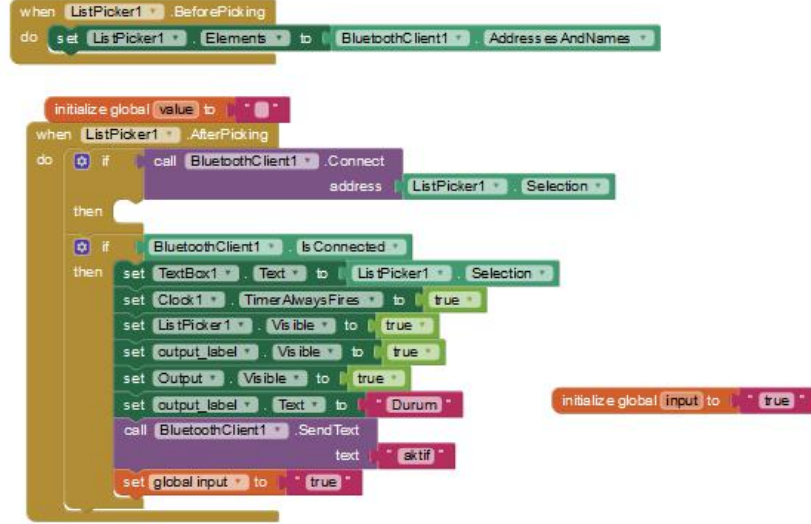 when ListPicker1 .BeforePicking
do set ListPicker1 . Elements to BluetoothClient1 . AddressesAndNames
initialize global value to " "
when ListPicker1 .AfterPicking
do if call BluetoothClient1 .Connect
address ListPicker1 . Selection
then
if BluetoothClient1 . IsConnected
then set TextBox1 . Text to ListPicker1 . Selection
set Clock1 . TimerAlwaysFires to true
set ListPicker1 . Visible to true
set output_label . Visible to true
set Output . Visible to true
set output_label . Text to " Durum "
initialize global input to " true "
call BluetoothClient1 .SendText
text " aktif "
set global input to " true "